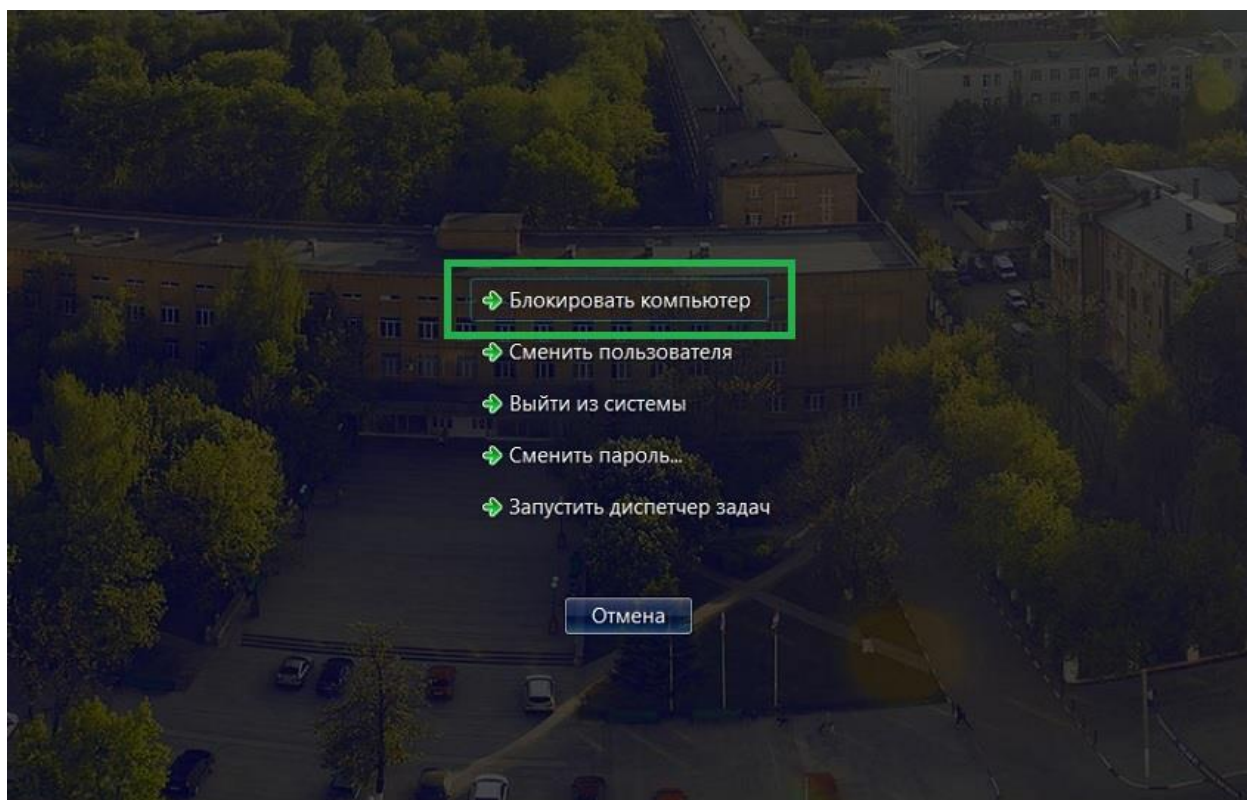 Блокировать компьютер
Сменить пользователя
Выйти из системы
Сменить пароль...
Запустить диспетчер задач
Отмена